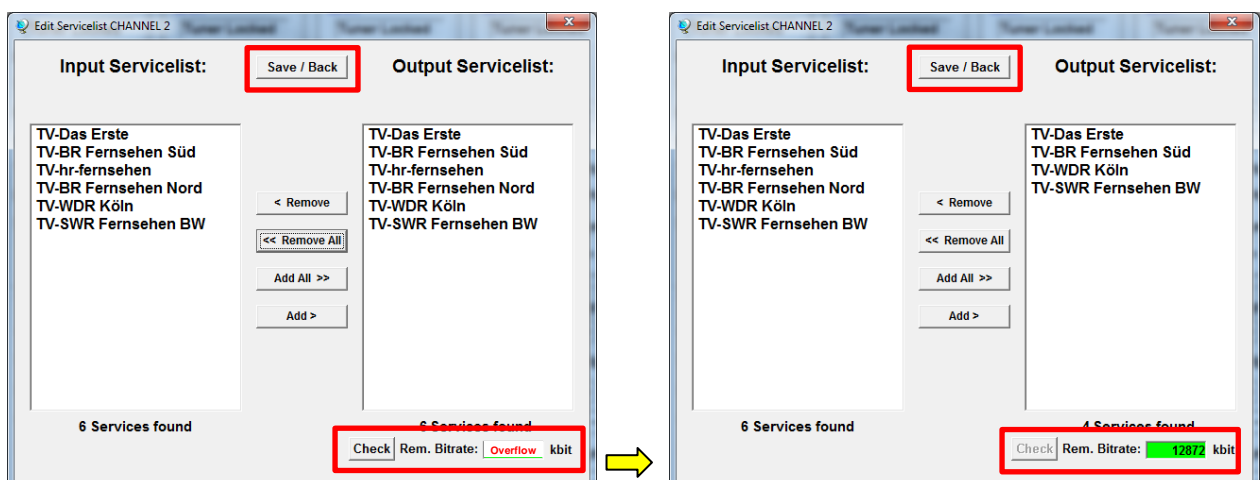 Edit Servicelist CHANNEL 2
Input Servicelist:
Save / Back
Output Servicelist:
TV-Das Erste
TV-BR Fernsehen Süd
TV-hr-fernsehen
TV-BR Fernsehen Nord
TV-WDR Köln
TV-SWR Fernsehen BW
< Remove
<< Remove All
Add All >>
Add >
TV-Das Erste
TV-BR Fernsehen Süd
TV-hr-fernsehen
TV-BR Fernsehen Nord
TV-WDR Köln
TV-SWR Fernsehen BW
6 Services found
6 Services found
Check Rem. Bitrate: Overflow kbit
Edit Servicelist CHANNEL 2
Input Servicelist:
Save / Back
Output Servicelist:
TV-Das Erste
TV-BR Fernsehen Süd
TV-hr-fernsehen
TV-BR Fernsehen Nord
TV-WDR Köln
TV-SWR Fernsehen BW
< Remove
<< Remove All
Add All >>
Add >
TV-Das Erste
TV-BR Fernsehen Süd
TV-WDR Köln
TV-SWR Fernsehen BW
6 Services found
4 Services found
Check Rem. Bitrate: 12872 kbit